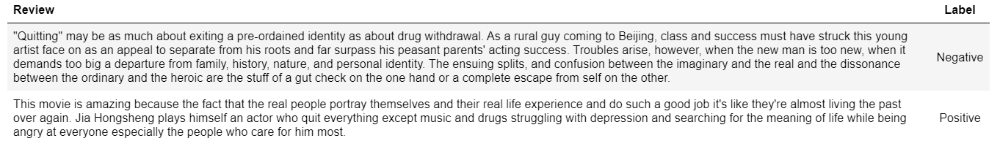 Review Label
"Quitting" may be as much about exiting a pre-ordained identity as about drug withdrawal. As a rural guy coming to Beijing, class and success must have struck this young
artist face on as an appeal to separate from his roots and far surpass his peasant parents' acting success. Troubles arise, however, when the new man is too new, when it
demands too big a departure from family, history, nature, and personal identity. The ensuing splits, and confusion between the imaginary and the real and the dissonance
between the ordinary and the heroic are the stuff of a gut check on the one hand or a complete escape from self on the other.
Negative
This movie is amazing because the fact that the real people portray themselves and their real life experience and do such a good job it's like they're almost living the past
over again. Jia Hongsheng plays himself an actor who quit everything except music and drugs struggling with depression and searching for the meaning of life while being
angry at everyone especially the people who care for him most.
Positive